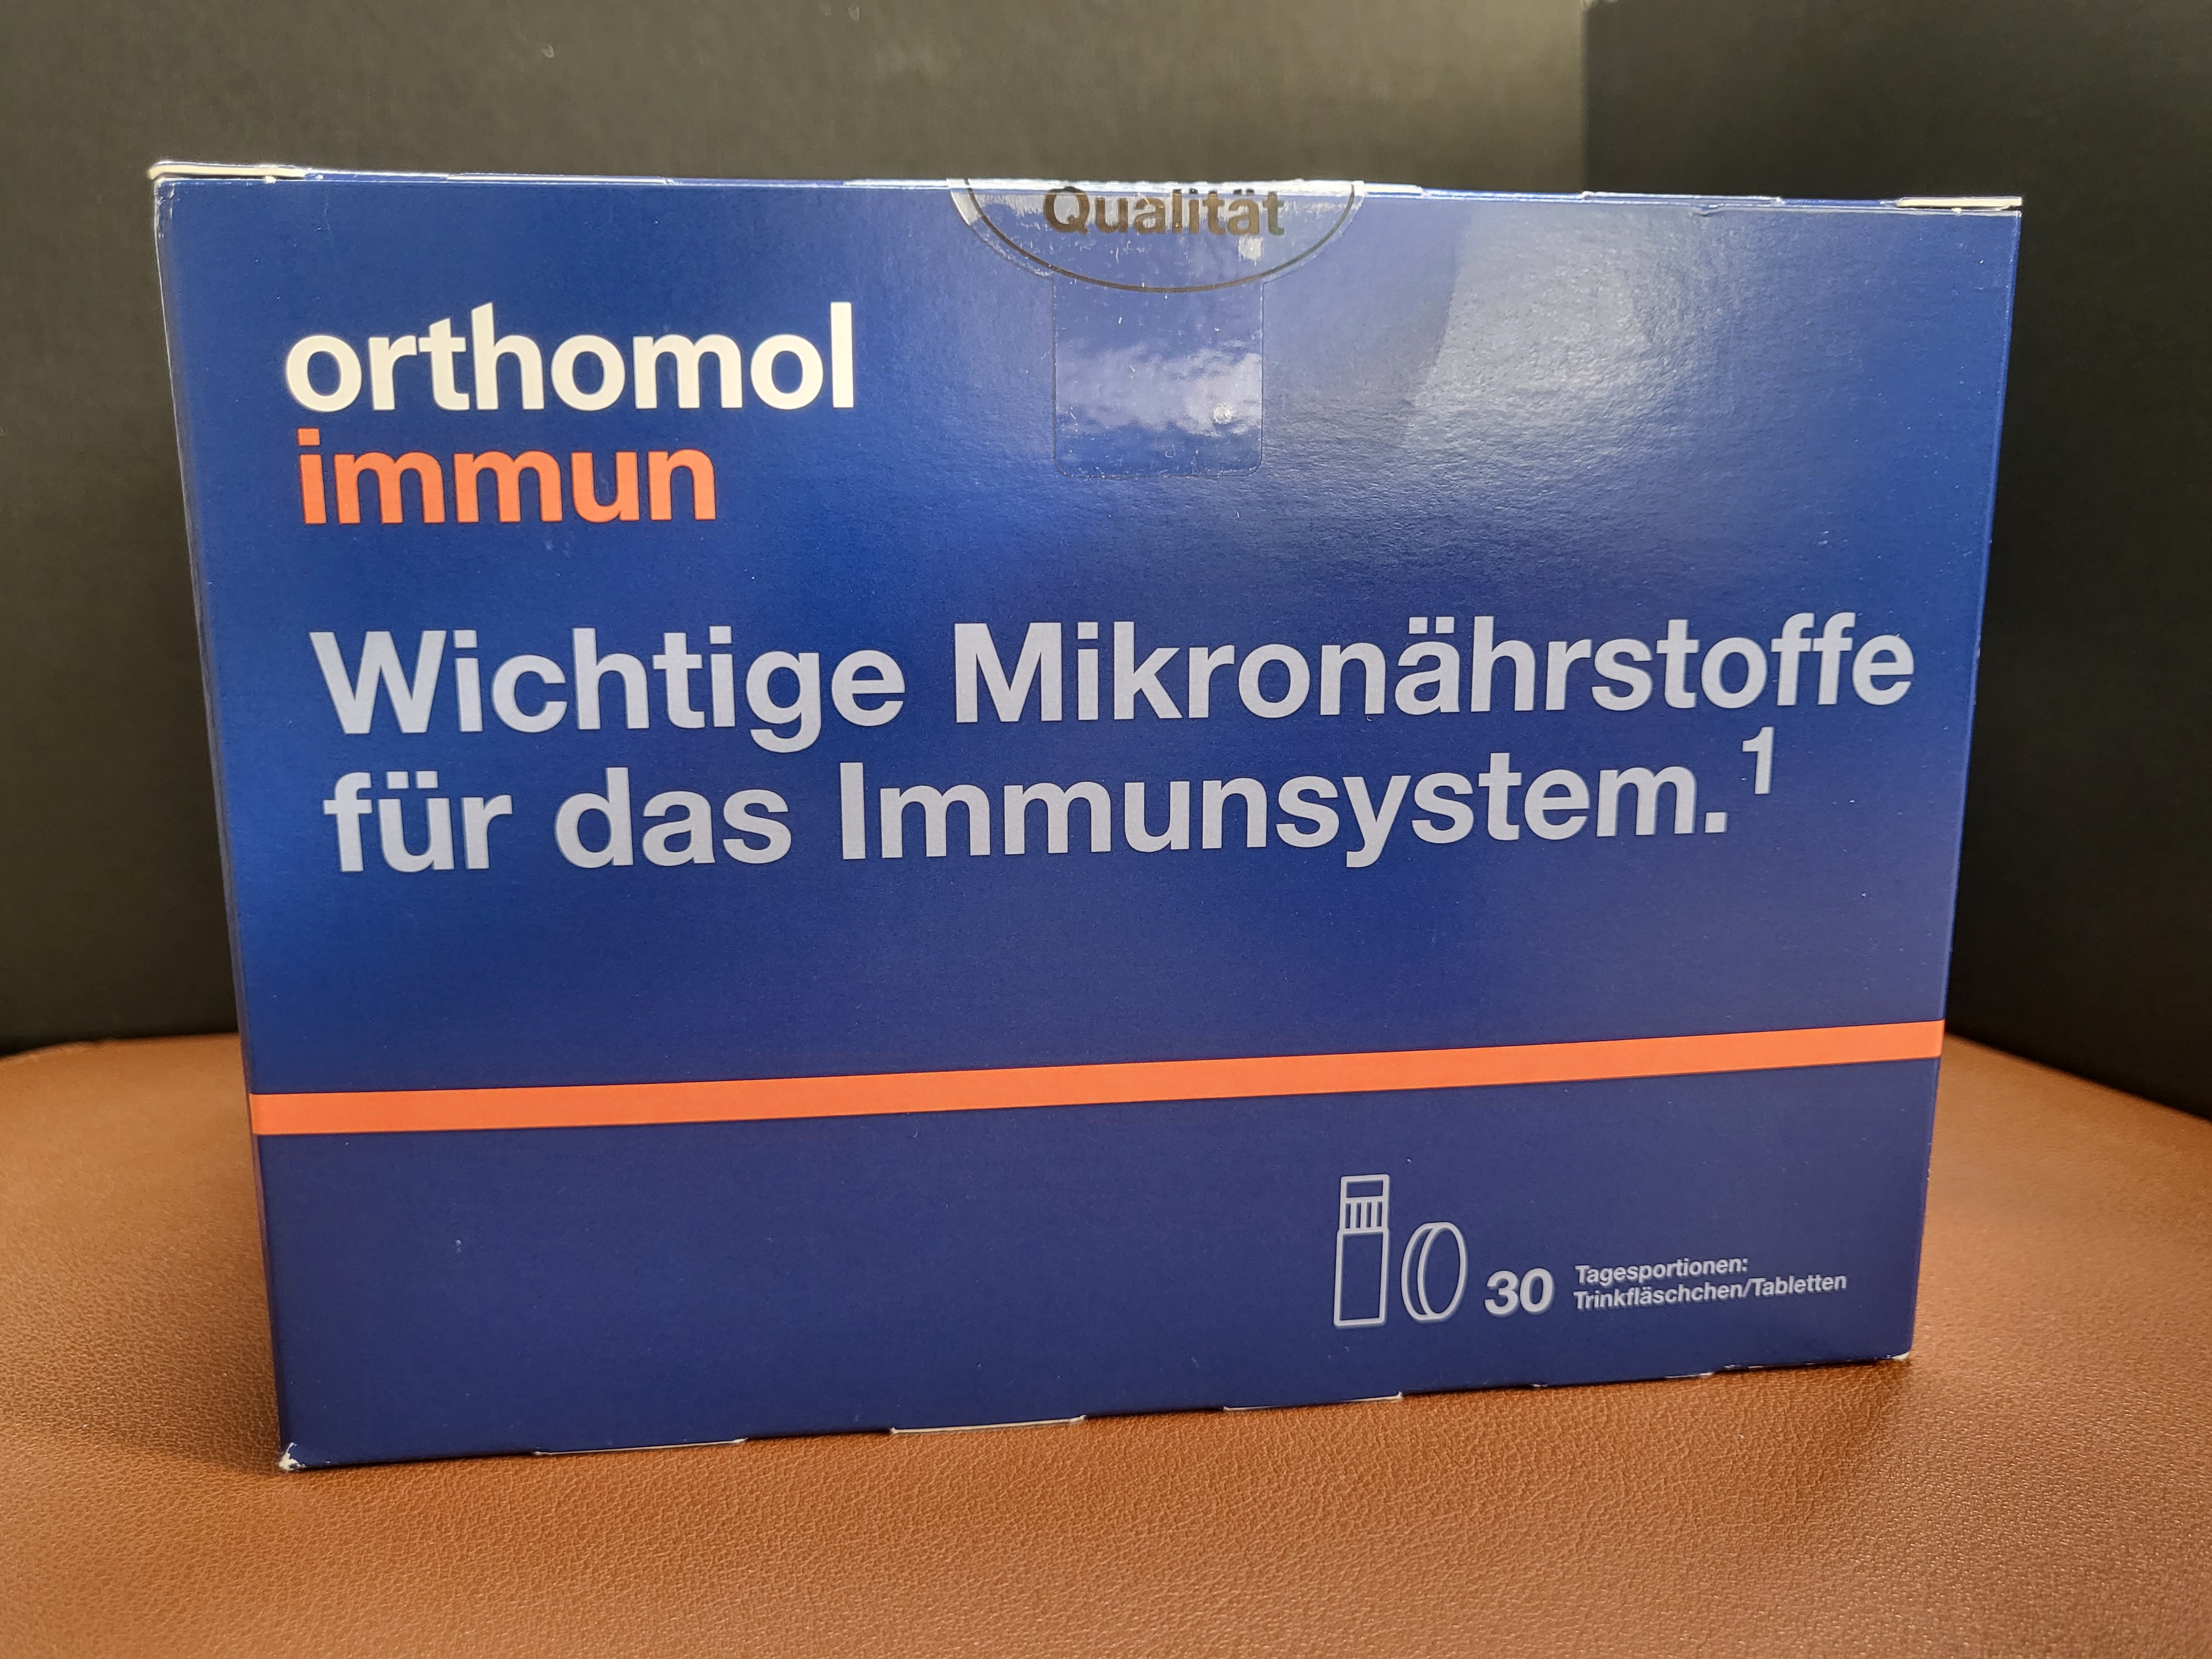 Qualität
orthomol
immun
Wichtige Mikronährstoffe
für das Immunsystem.¹
30 Tagesportionen:
Trinkfläschchen/Tabletten